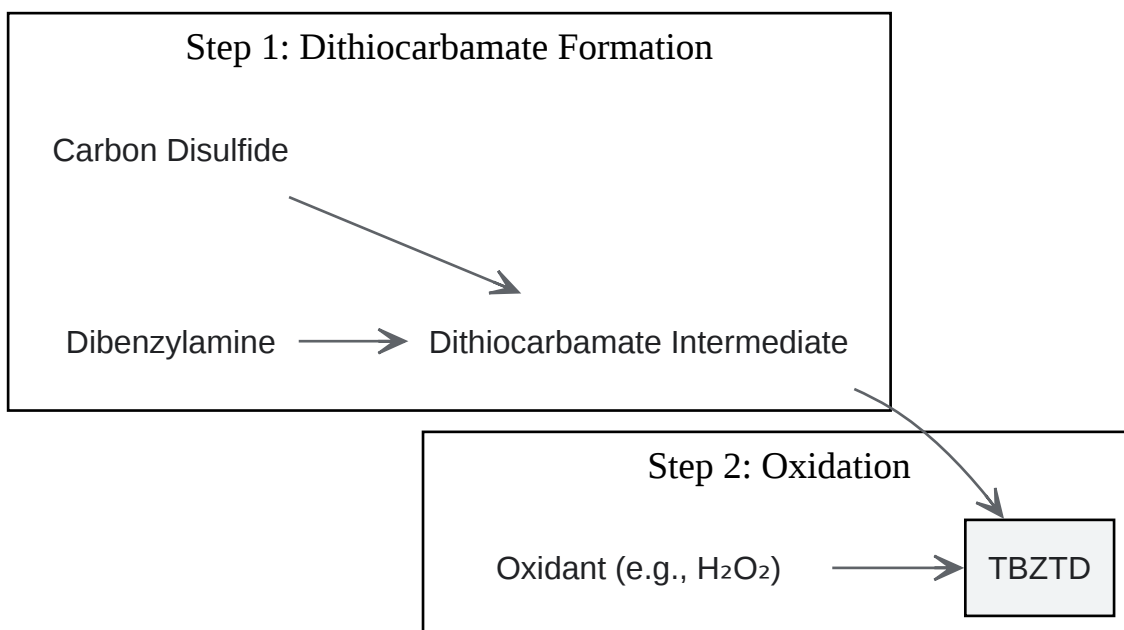 Step 1: Dithiocarbamate Formation
Carbon Disulfide
Dibenzylamine
Dithiocarbamate Intermediate
Step 2: Oxidation
Oxidant (e.g., H₂O₂)
TBZTD